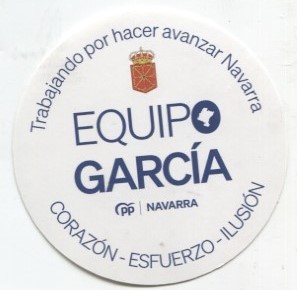 Trabajando por hacer avanzar Navarra
EQUIPO
GARCÍA
PP | NAVARRA
CORAZÓN - ESFUERZO - ILUSIÓN